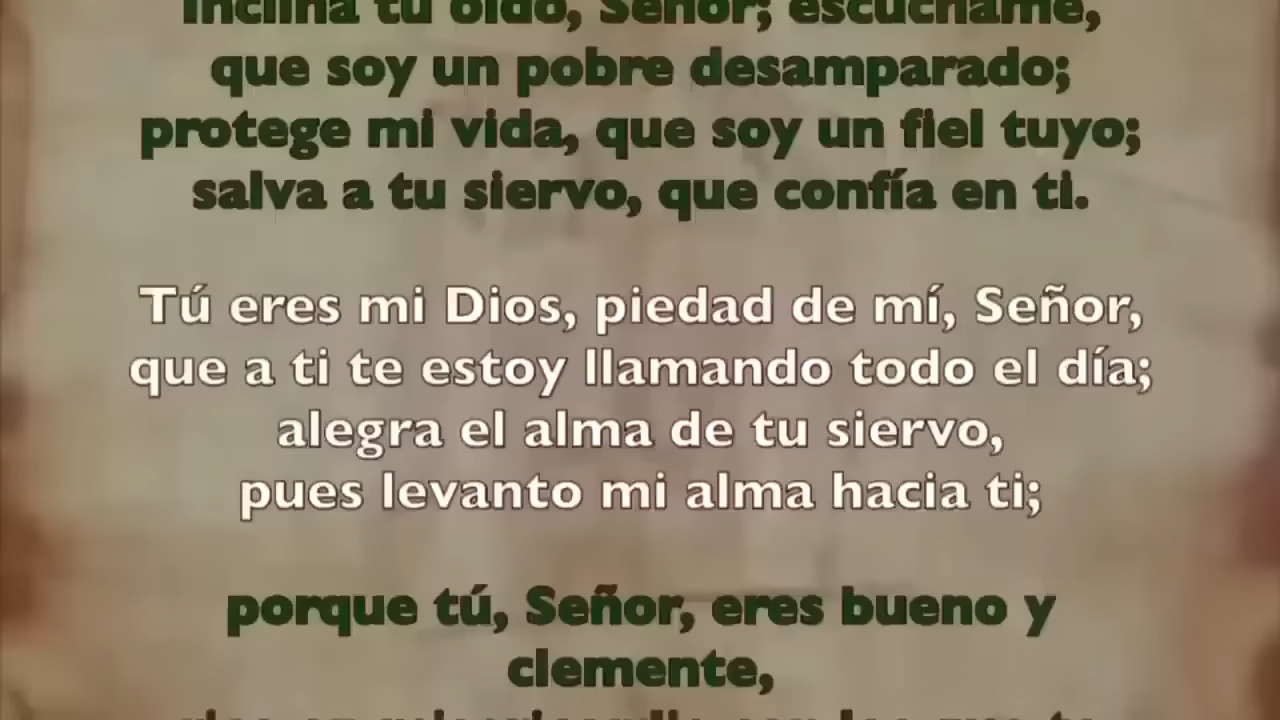 Inclina tu oído, Señor; escúchame,
que soy un pobre desamparado;
protege mi vida, que soy un fiel tuyo;
salva a tu siervo, que confía en ti.
Tú eres mi Dios, piedad de mí, Señor,
que a ti te estoy llamando todo el día;
alegra el alma de tu siervo,
pues levanto mi alma hacia ti;
porque tú, Señor, eres bueno y
clemente,